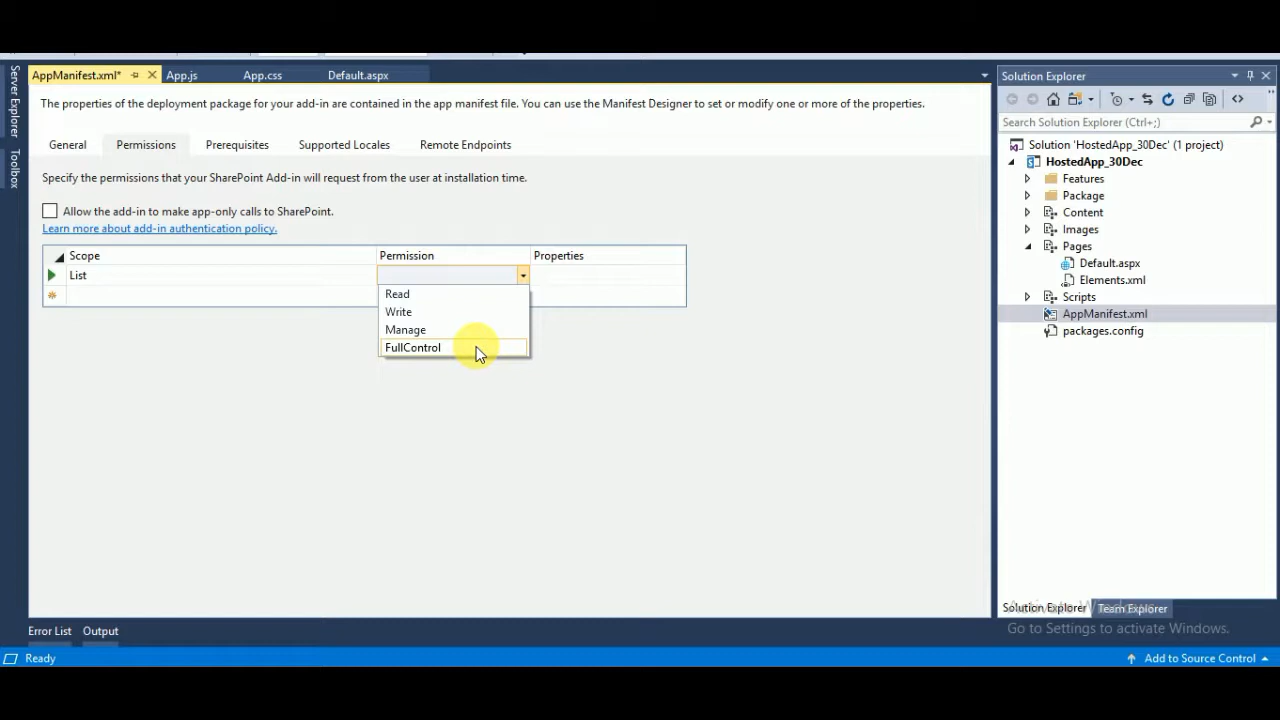 AppManifest.xml*
App.js
App.css
Default.aspx
Server Explorer
Toolbox
The properties of the deployment package for your add-in are contained in the app manifest file. You can use the Manifest Designer to set or modify one or more of the properties.
General
Permissions
Prerequisites
Supported Locales
Remote Endpoints
Specify the permissions that your SharePoint Add-in will request from the user at installation time.
Allow the add-in to make app-only calls to SharePoint.
Learn more about add-in authentication policy.
Scope
Permission
Properties
List
Read
Write
Manage
FullControl
Solution Explorer
Search Solution Explorer (Ctrl+;)
Solution 'HostedApp_30Dec' (1 project)
HostedApp_30Dec
Features
Package
Content
Images
Pages
Default.aspx
Elements.xml
Scripts
AppManifest.xml
packages.config
Solution Explorer
Team Explorer
Activate Windows
Go to Settings to activate Windows.
Error List
Output
Ready
Add to Source Control